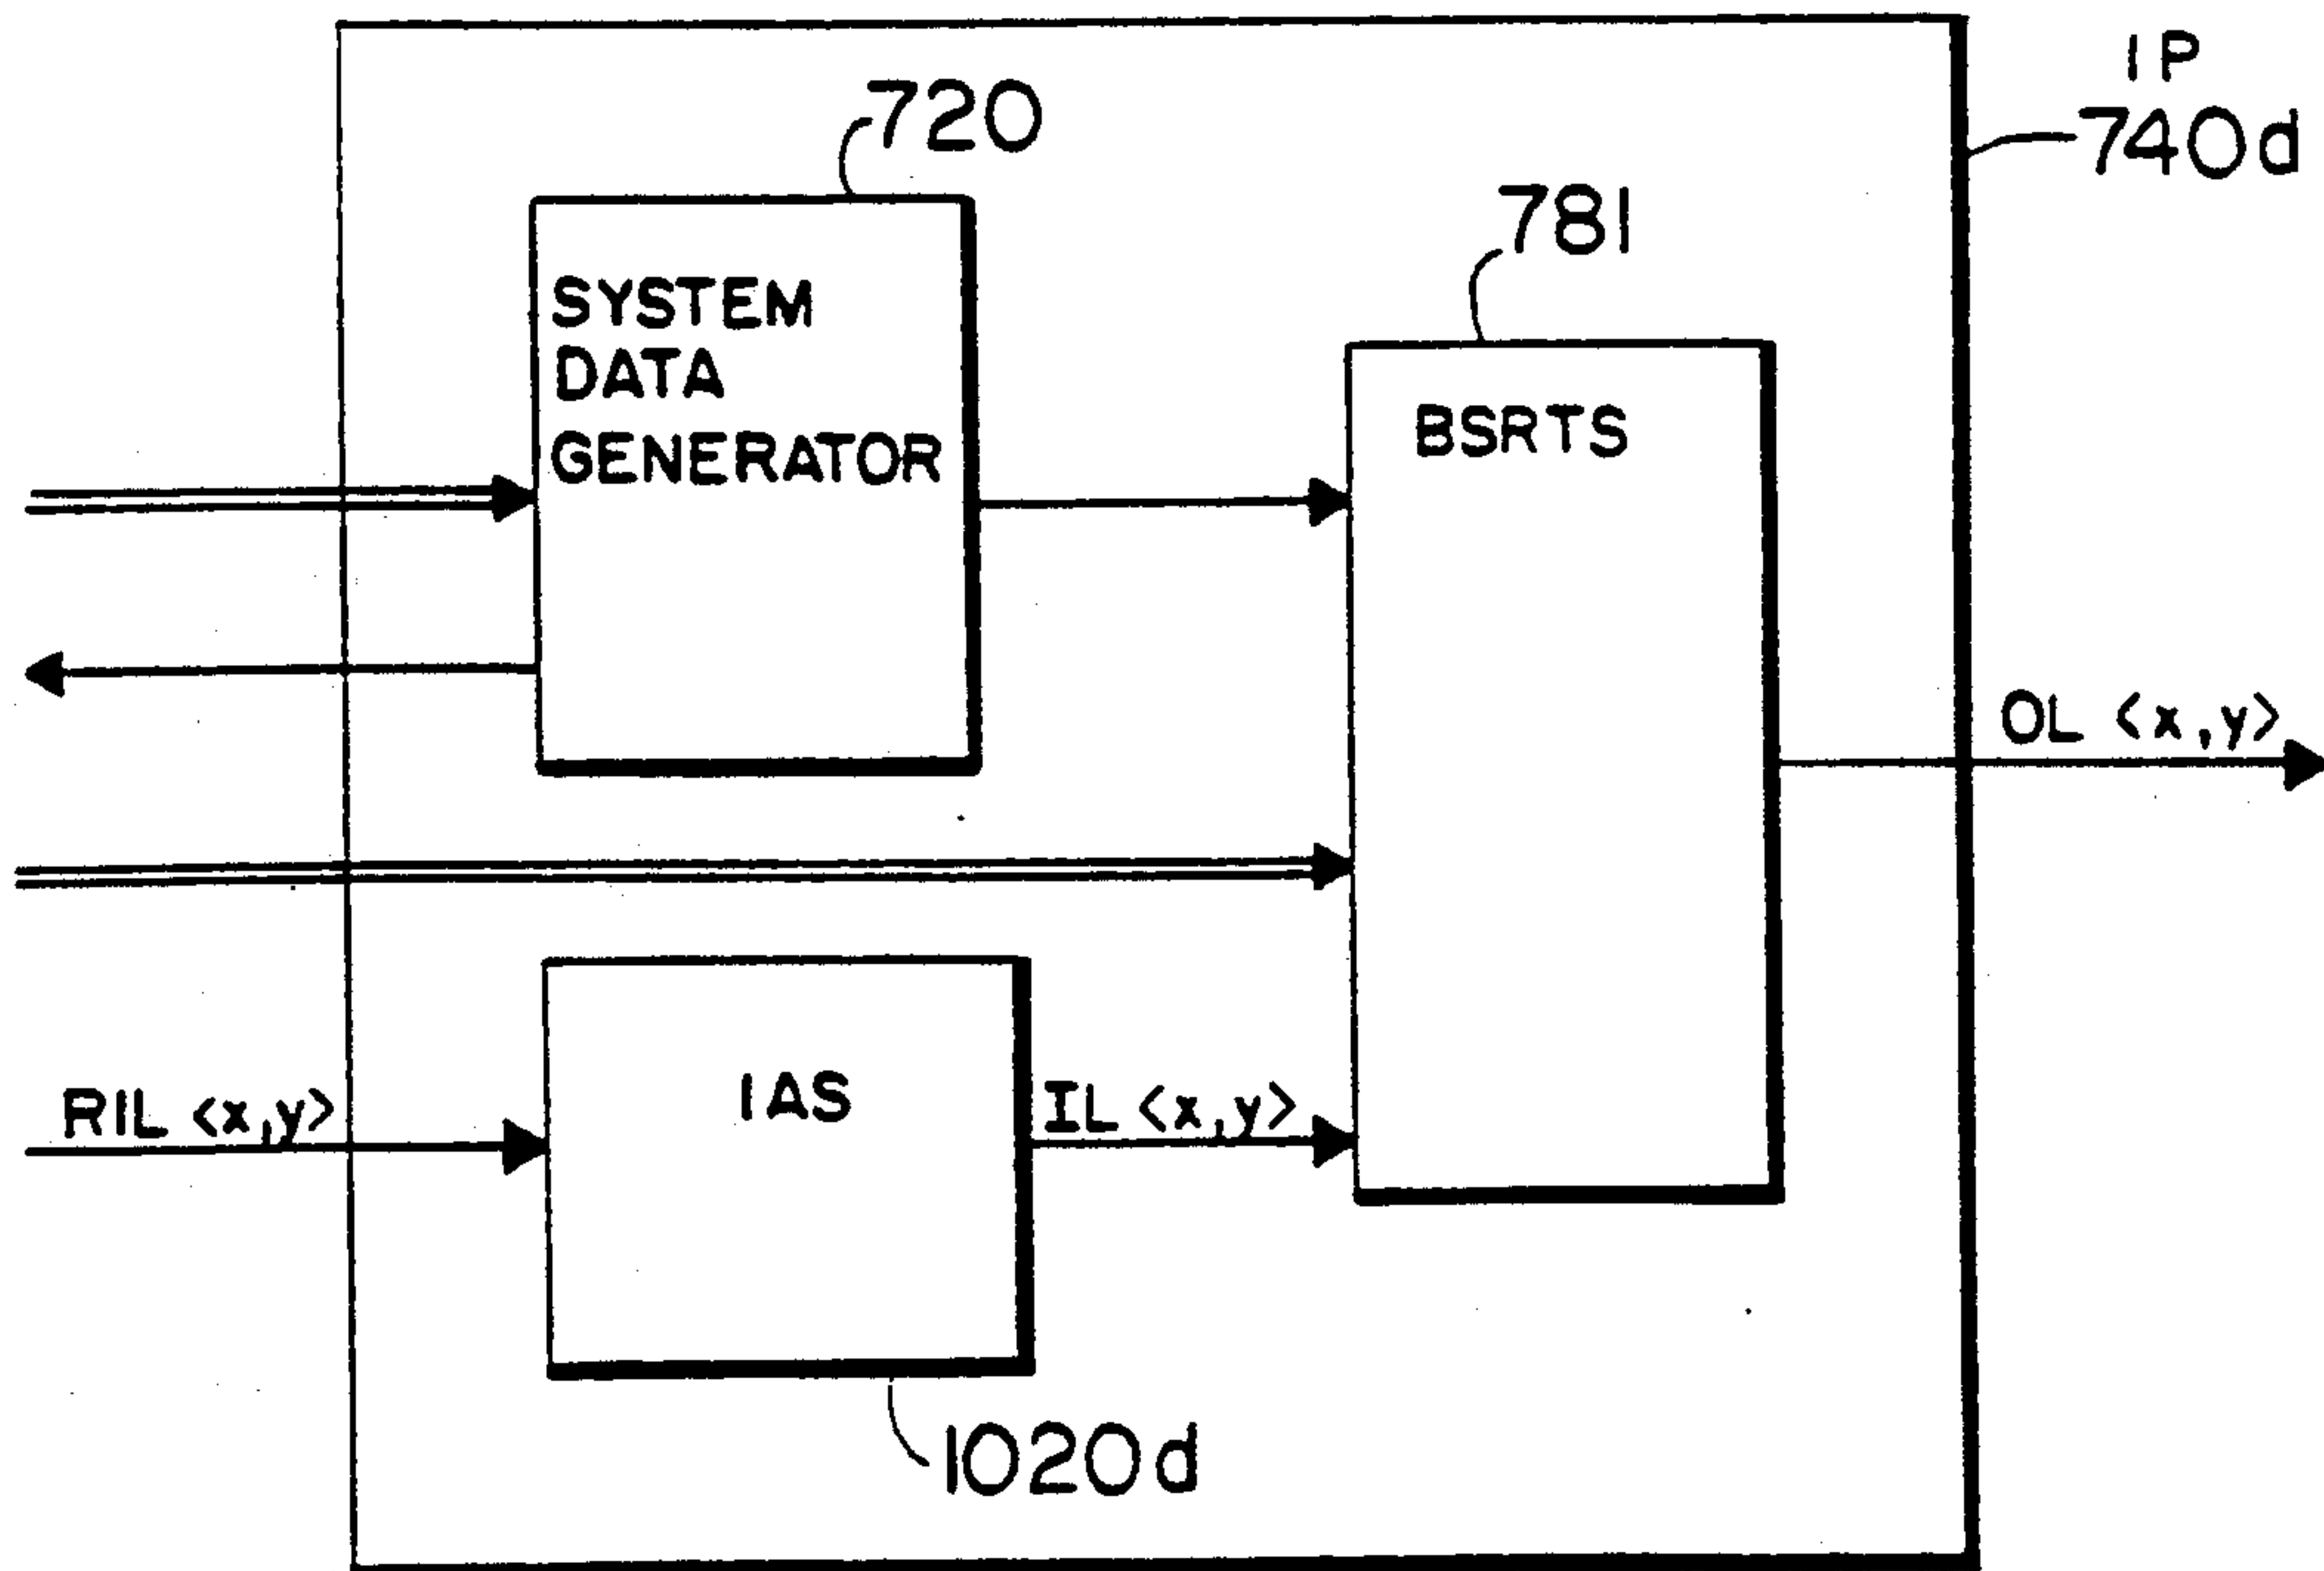 IP
740d
720
781
SYSTEM
DATA
GENERATOR
BSRTS
OL <x,y>
RIL <x,y>
IAS
IL <x,y>
1020d